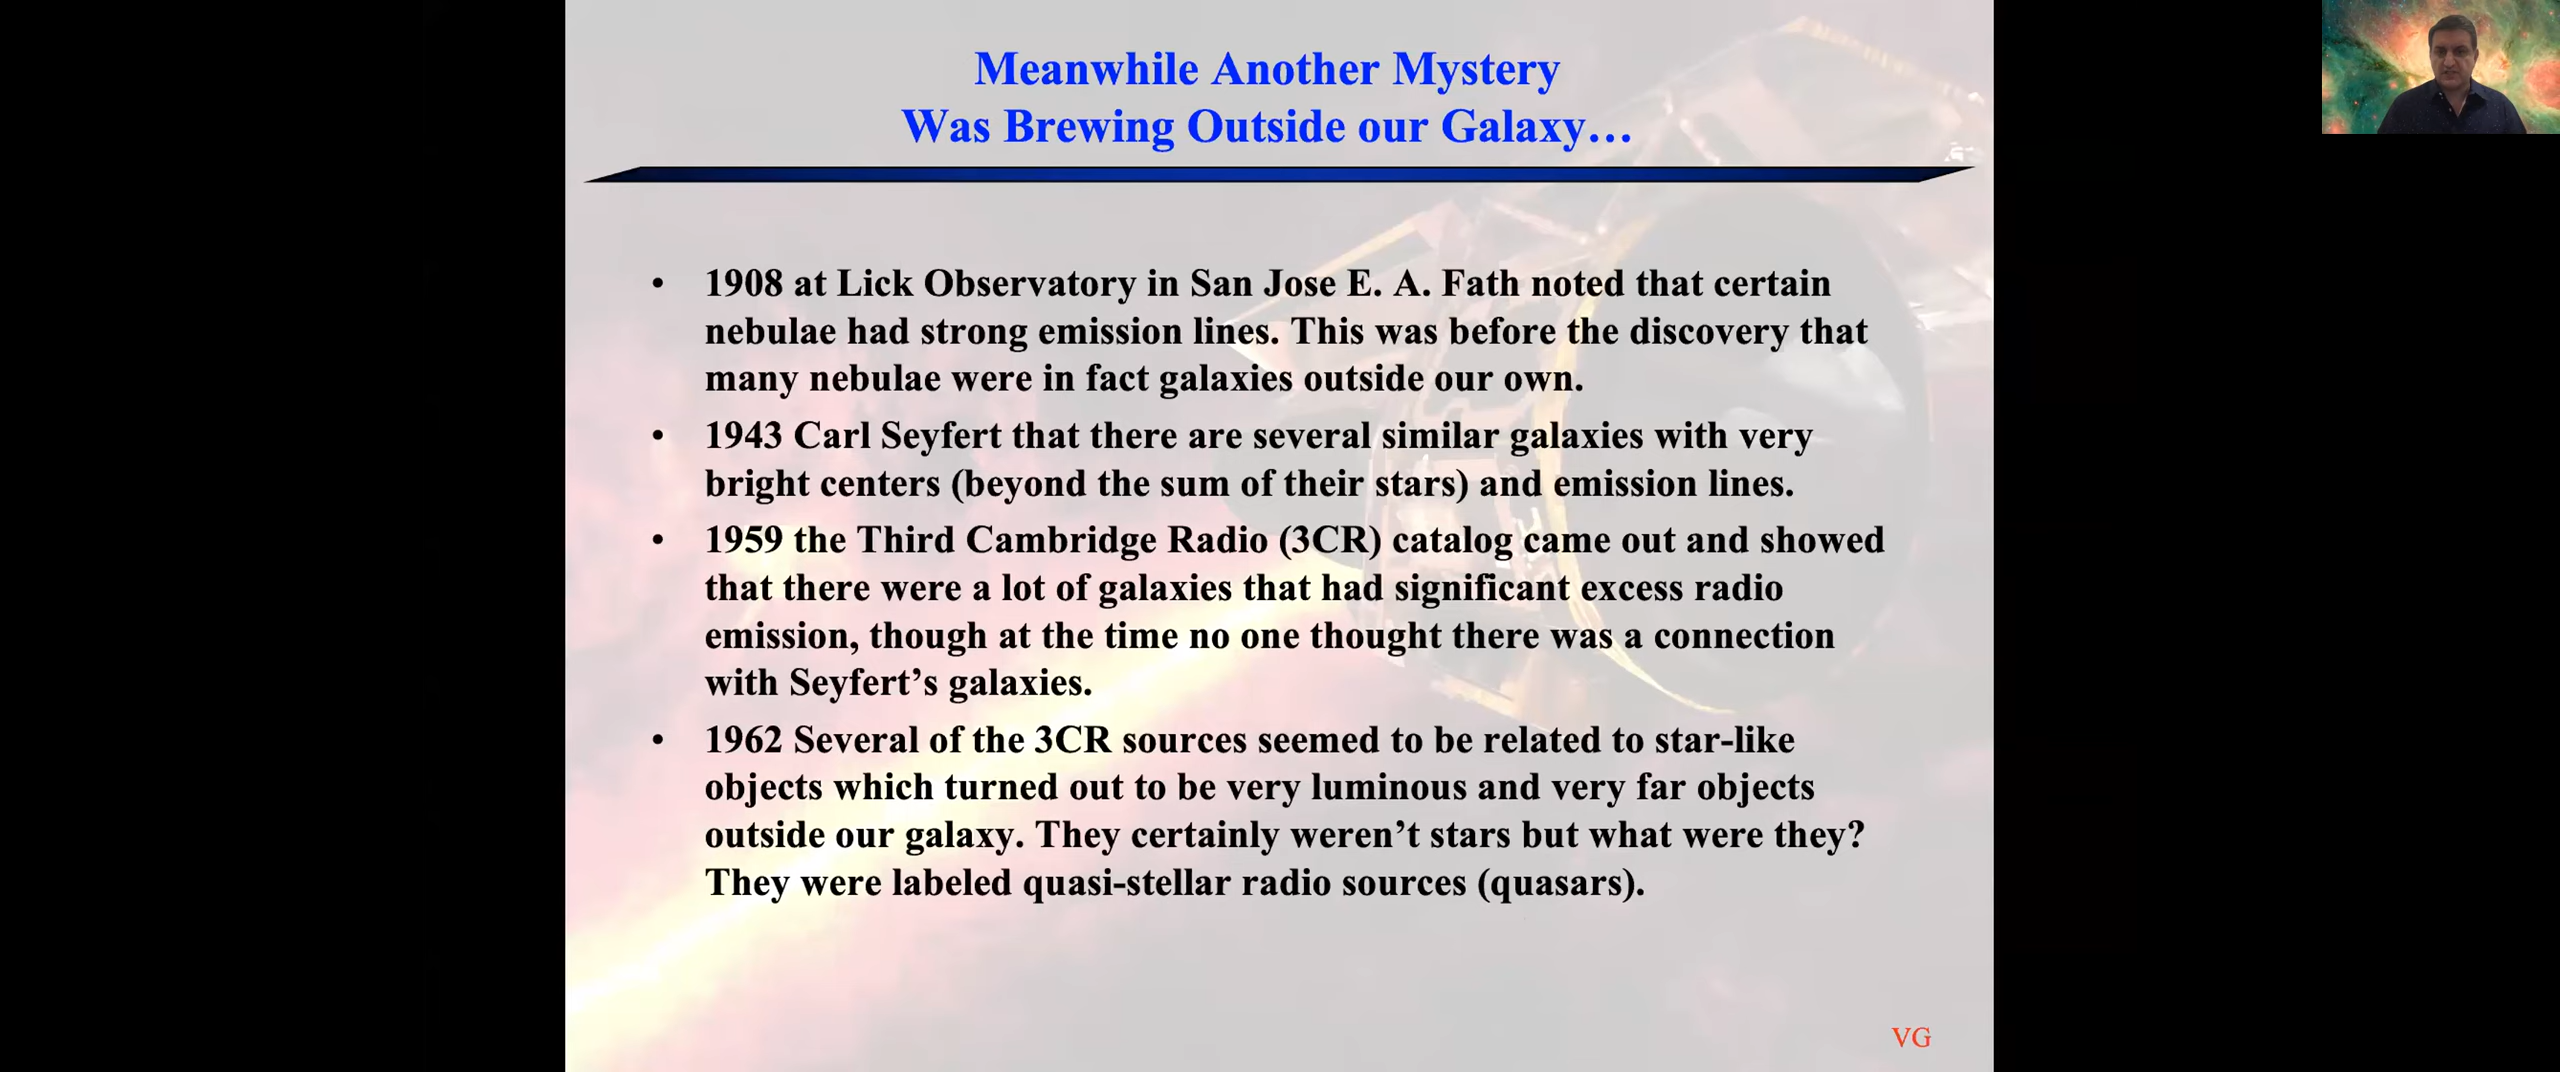 Meanwhile Another Mystery
Was Brewing Outside our Galaxy…
• 1908 at Lick Observatory in San Jose E. A. Fath noted that certain
nebulae had strong emission lines. This was before the discovery that
many nebulae were in fact galaxies outside our own.
• 1943 Carl Seyfert that there are several similar galaxies with very
bright centers (beyond the sum of their stars) and emission lines.
• 1959 the Third Cambridge Radio (3CR) catalog came out and showed
that there were a lot of galaxies that had significant excess radio
emission, though at the time no one thought there was a connection
with Seyfert’s galaxies.
• 1962 Several of the 3CR sources seemed to be related to star-like
objects which turned out to be very luminous and very far objects
outside our galaxy. They certainly weren’t stars but what were they?
They were labeled quasi-stellar radio sources (quasars).
VG